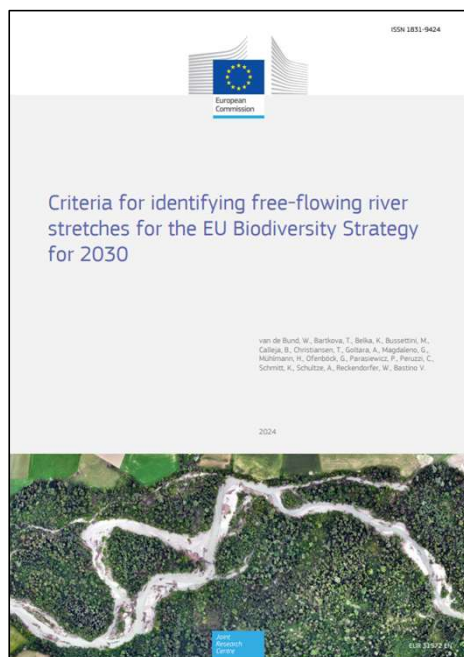 ISSN 1831-9424
European
Commission
Criteria for identifying free-flowing river
stretches for the EU Biodiversity Strategy
for 2030
van de Bund, W., Bartkova, T., Belka, K., Bussettini, M.,
Calleja, B., Christiansen, T., Goltara, A., Magdaleno, G.,
Mühlmann, H., Ofenböck, G., Parasiewicz, P., Peruzzi, C.,
Schmitt, K., Schultze, A., Reckendorfer, W., Bastino V.
2024
Joint
Research
Centre
EUR 31972 EN